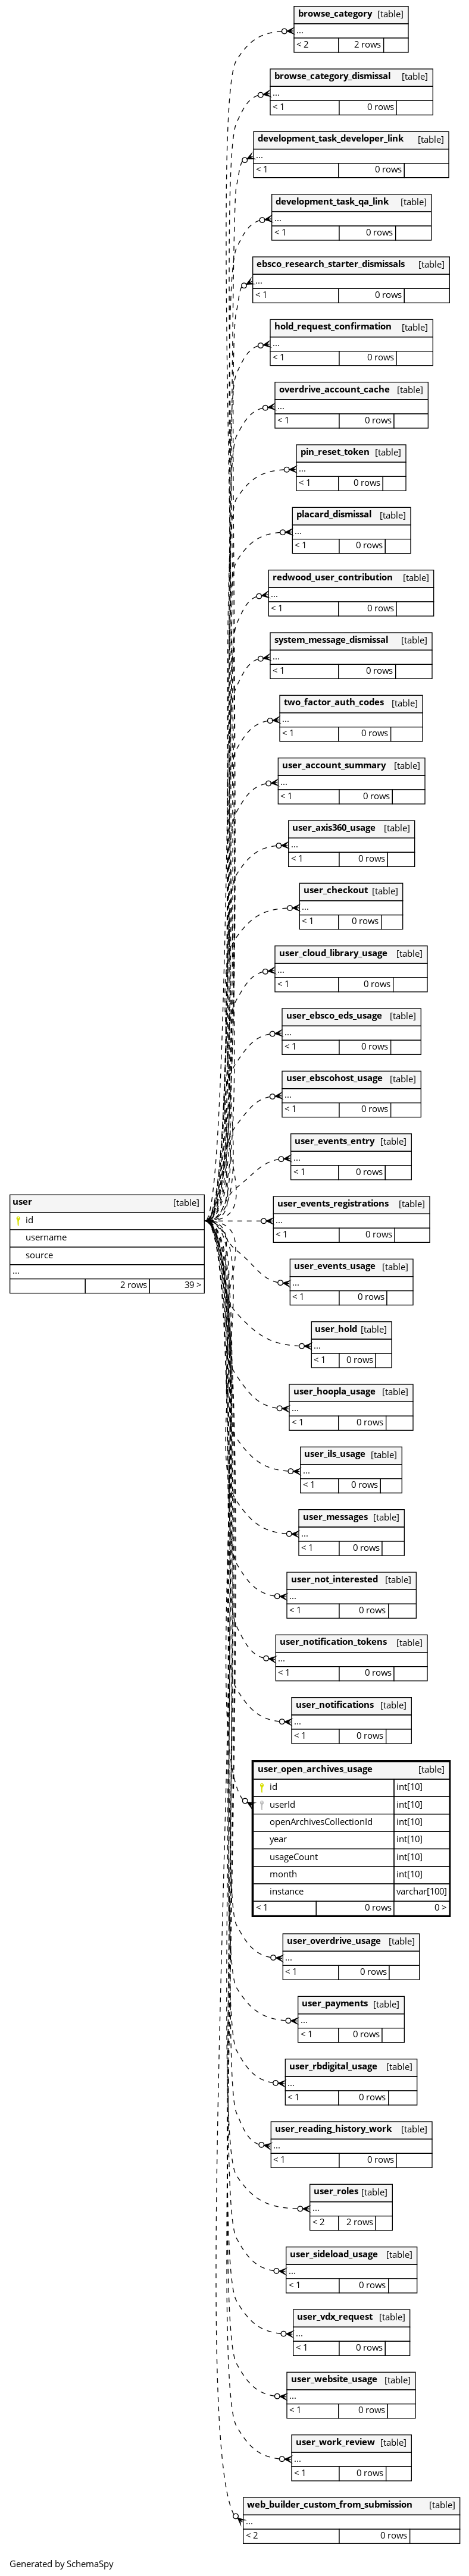 browse_category [table]
...
< 2 2 rows
browse_category_dismissal [table]
...
< 1 0 rows
development_task_developer_link [table]
...
< 1 0 rows
development_task_qa_link [table]
...
< 1 0 rows
ebsco_research_starter_dismissals [table]
...
< 1 0 rows
hold_request_confirmation [table]
...
< 1 0 rows
overdrive_account_cache [table]
...
< 1 0 rows
pin_reset_token [table]
...
< 1 0 rows
placard_dismissal [table]
...
< 1 0 rows
redwood_user_contribution [table]
...
< 1 0 rows
system_message_dismissal [table]
...
< 1 0 rows
two_factor_auth_codes [table]
...
< 1 0 rows
user_account_summary [table]
...
< 1 0 rows
user_axis360_usage [table]
...
< 1 0 rows
user_checkout [table]
...
< 1 0 rows
user_cloud_library_usage [table]
...
< 1 0 rows
user_ebsco_eds_usage [table]
...
< 1 0 rows
user_ebscohost_usage [table]
...
< 1 0 rows
user_events_entry [table]
...
< 1 0 rows
user [table]
id
username
source
...
2 rows 39 >
user_events_registrations [table]
...
< 1 0 rows
user_events_usage [table]
...
< 1 0 rows
user_hold [table]
...
< 1 0 rows
user_hoopla_usage [table]
...
< 1 0 rows
user_ils_usage [table]
...
< 1 0 rows
user_messages [table]
...
< 1 0 rows
user_not_interested [table]
...
< 1 0 rows
user_notification_tokens [table]
...
< 1 0 rows
user_notifications [table]
...
< 1 0 rows
user_open_archives_usage [table]
id int[10]
userId int[10]
openArchivesCollectionId int[10]
year int[10]
usageCount int[10]
month int[10]
instance varchar[100]
< 1 0 rows 0 >
user_overdrive_usage [table]
...
< 1 0 rows
user_payments [table]
...
< 1 0 rows
user_rbdigital_usage [table]
...
< 1 0 rows
user_reading_history_work [table]
...
< 1 0 rows
user_roles [table]
...
< 2 2 rows
user_sideload_usage [table]
...
< 1 0 rows
user_vdx_request [table]
...
< 1 0 rows
user_website_usage [table]
...
< 1 0 rows
user_work_review [table]
...
< 1 0 rows
web_builder_custom_from_submission [table]
...
< 2 0 rows
Generated by SchemaSpy